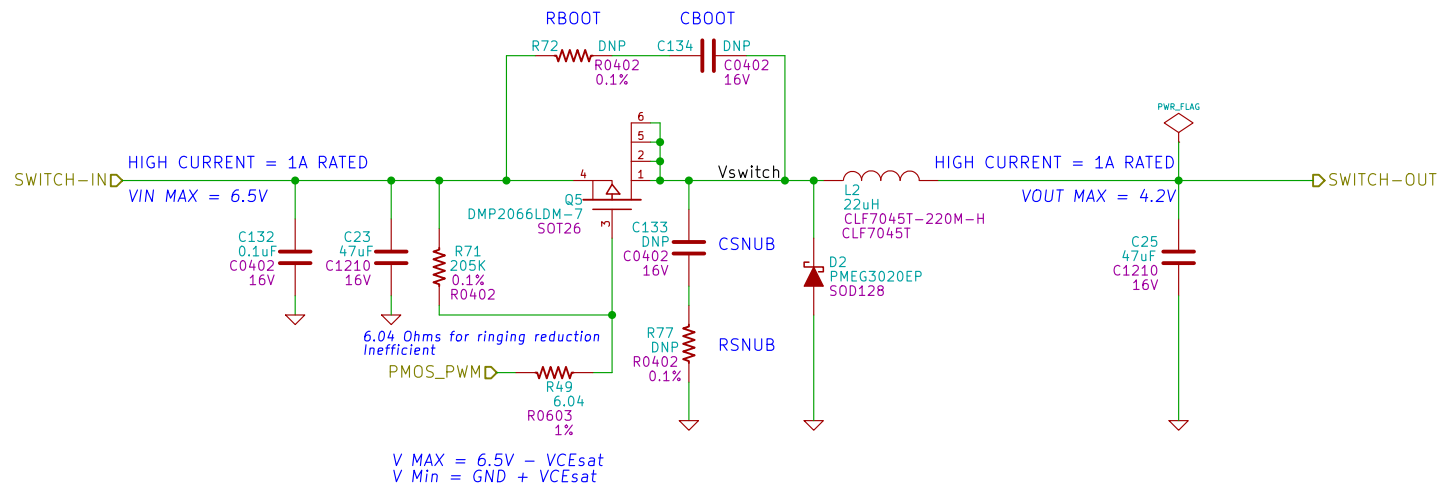 RBOOT
CBOOT
R72
DNP
R0402
0.1%
C134
DNP
C0402
16V
PWR_FLAG
6
5
2
1
4
3
HIGH CURRENT = 1A RATED
SWITCH-IN
VIN MAX = 6.5V
Vswitch
HIGH CURRENT = 1A RATED
VOUT MAX = 4.2V
SWITCH-OUT
Q5
DMP2066LDM-7
SOT26
L2
22uH
CLF7045T-220M-H
CLF7045T
C132
0.1uF
C0402
16V
C23
47uF
C1210
16V
R71
205K
0.1%
R0402
C133
DNP
C0402
16V
CSNUB
D2
PMEG3020EP
SOD128
C25
47uF
C1210
16V
6.04 Ohms for ringing reduction
Inefficient
R77
DNP
R0402
0.1%
RSNUB
PMOS_PWM
R49
6.04
R0603
1%
V MAX = 6.5V - VCEsat
V Min = GND + VCEsat